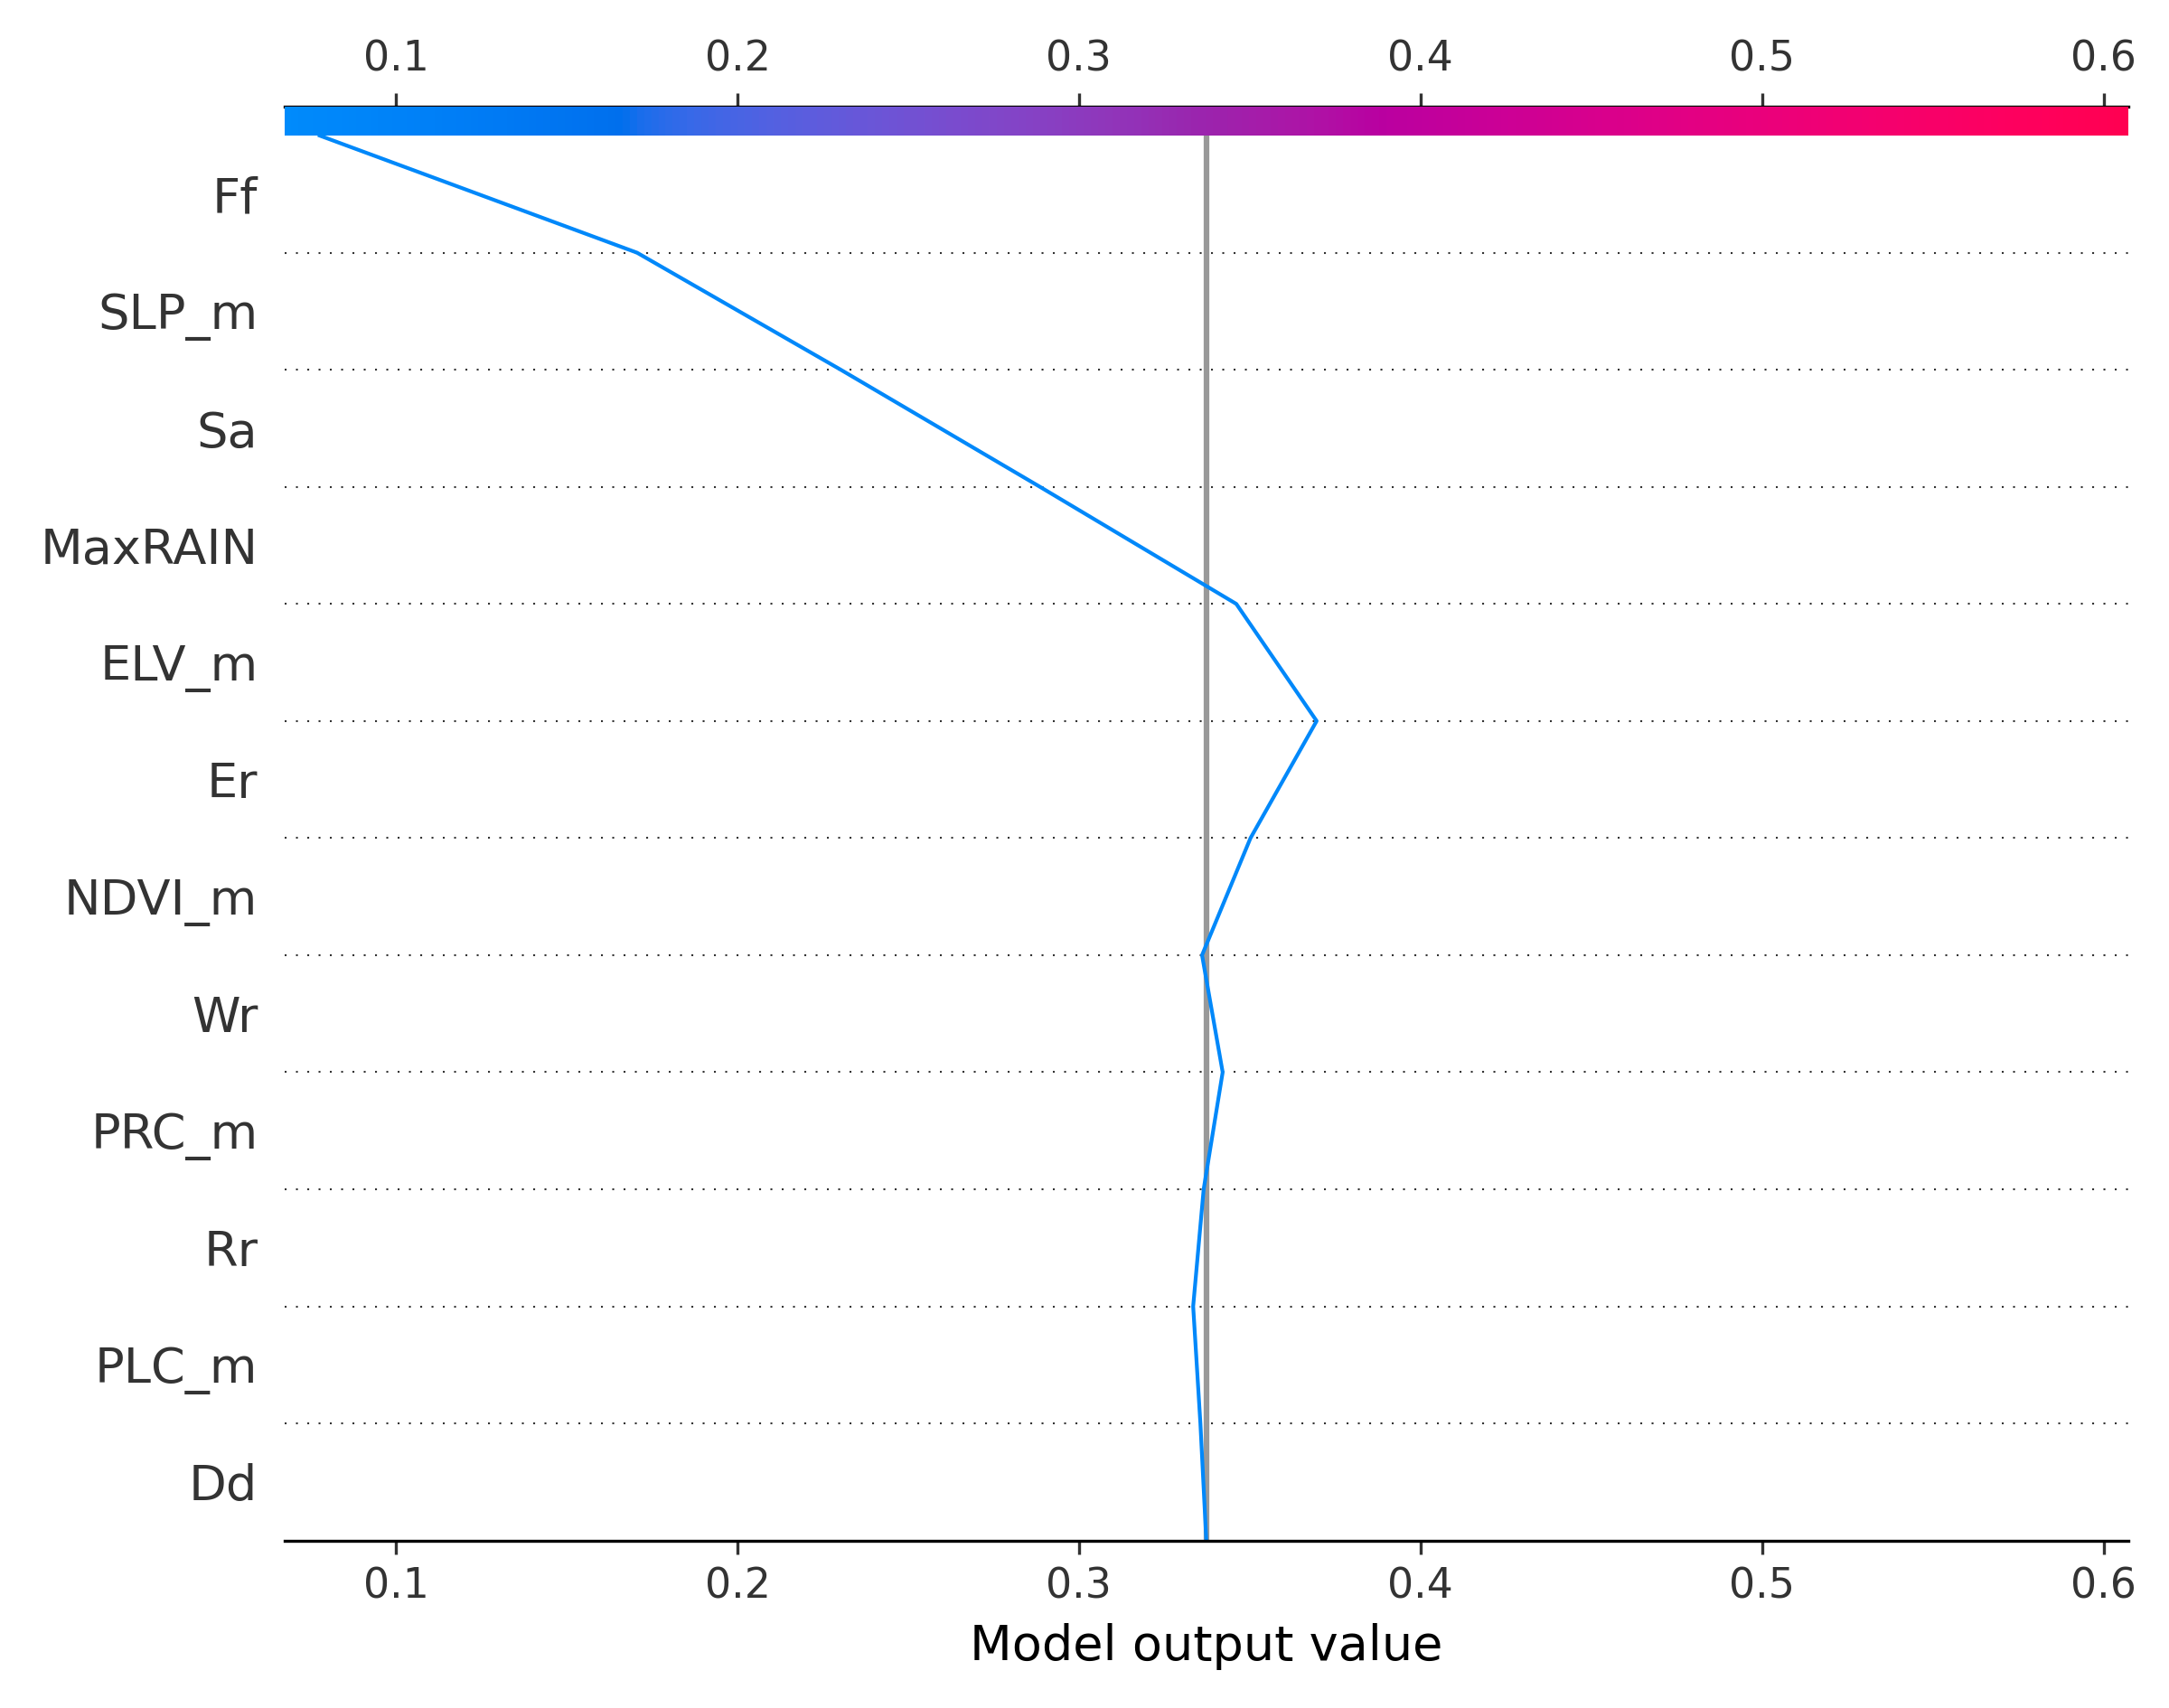 0.1 0.2 0.3 0.4 0.5 0.6
Ff
SLP_m
Sa
MaxRAIN
ELV_m
Er
NDVI_m
Wr
PRC_m
Rr
PLC_m
Dd
0.1 0.2 0.3 0.4 0.5 0.6
Model output value